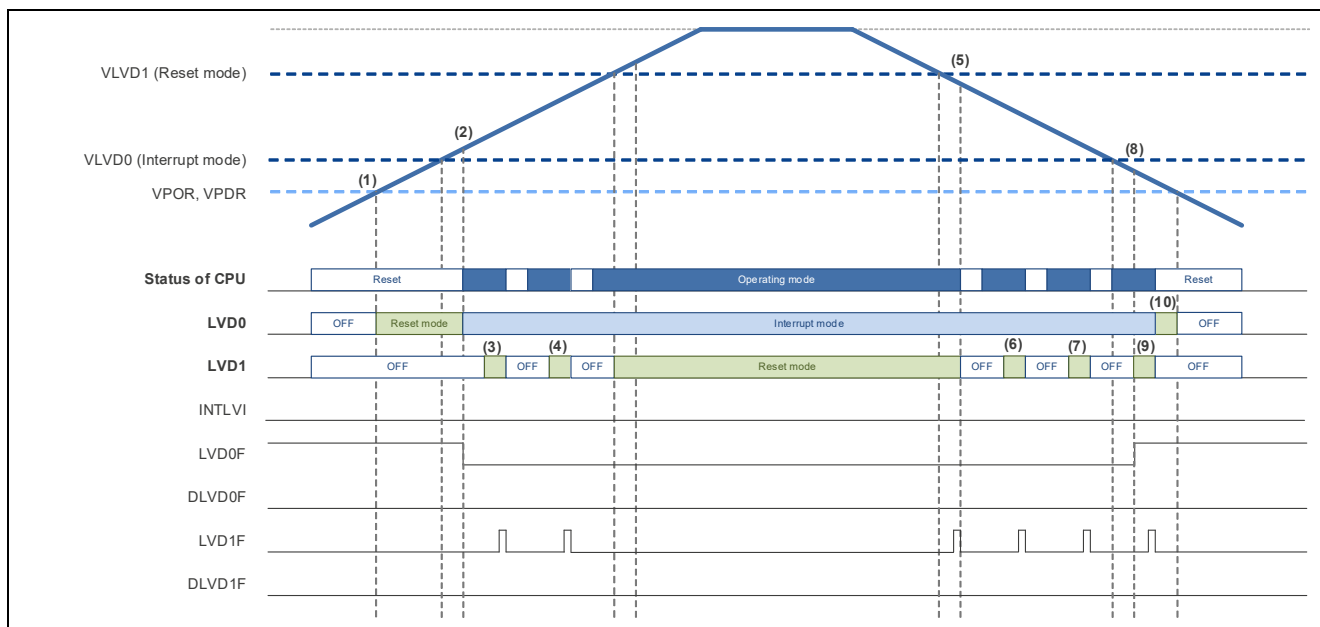 VLVD1 (Reset mode)
(5)
(2)
VLVD0 (Interrupt mode)
(8)
(1)
VPOR, VPDR
Status of CPU
Reset
Operating mode
Reset
(10)
LVD0
OFF
Reset mode
Interrupt mode
OFF
(3)
(4)
(6)
(7)
(9)
LVD1
OFF
OFF
OFF
Reset mode
OFF
OFF
OFF
OFF
INTLVI
LVD0F
DLVD0F
LVD1F
DLVD1F